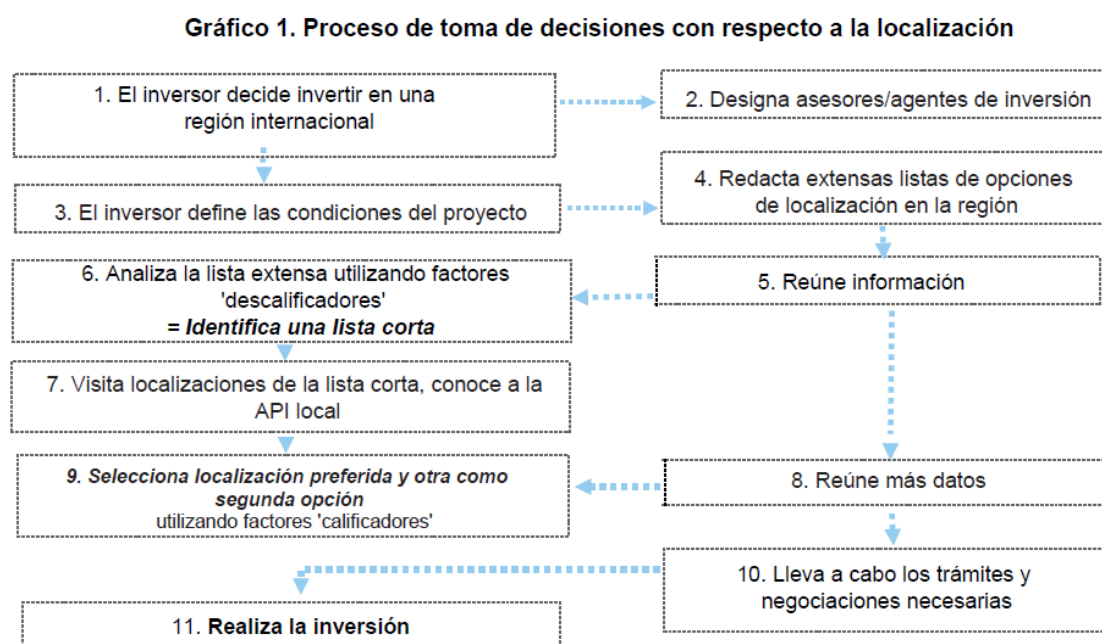 Gráfico 1. Proceso de toma de decisiones con respecto a la localización
1. El inversor decide invertir en una
región internacional
2. Designa asesores/agentes de inversión
3. El inversor define las condiciones del proyecto
4. Redacta extensas listas de opciones
de localización en la región
6. Analiza la lista extensa utilizando factores
'descalificadores'
= Identifica una lista corta
5. Reúne información
7. Visita localizaciones de la lista corta, conoce a la
API local
9. Selecciona localización preferida y otra como
segunda opción
utilizando factores 'calificadores'
8. Reúne más datos
10. Lleva a cabo los trámites y
negociaciones necesarias
11. Realiza la inversión